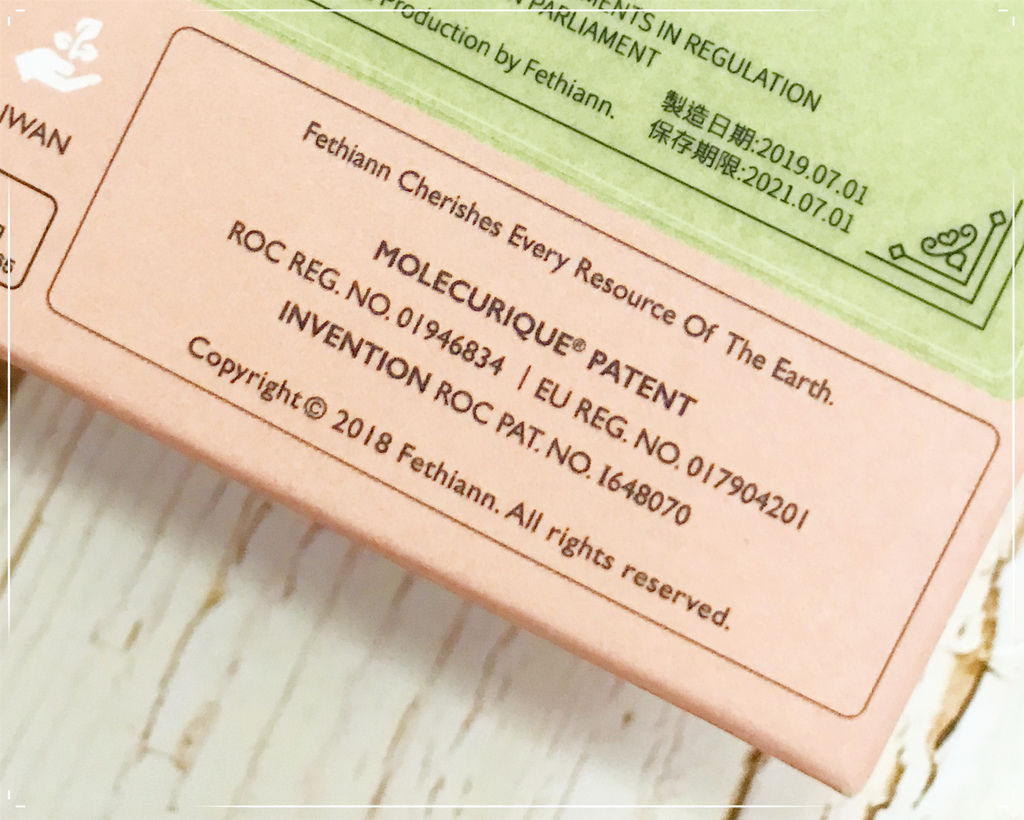 MENTS IN REGULATION
PARLIAMENT
Production by Fethiann.
製造日期:2019.07.01
保存期限:2021.07.01
IWAN
Fethiann Cherishes Every Resource Of The Earth.
MOLECURIQUE® PATENT
ROC REG. NO. 01946834 | EU REG. NO. 017904201
INVENTION ROC PAT. NO. I648070
Copyright© 2018 Fethiann. All rights reserved.